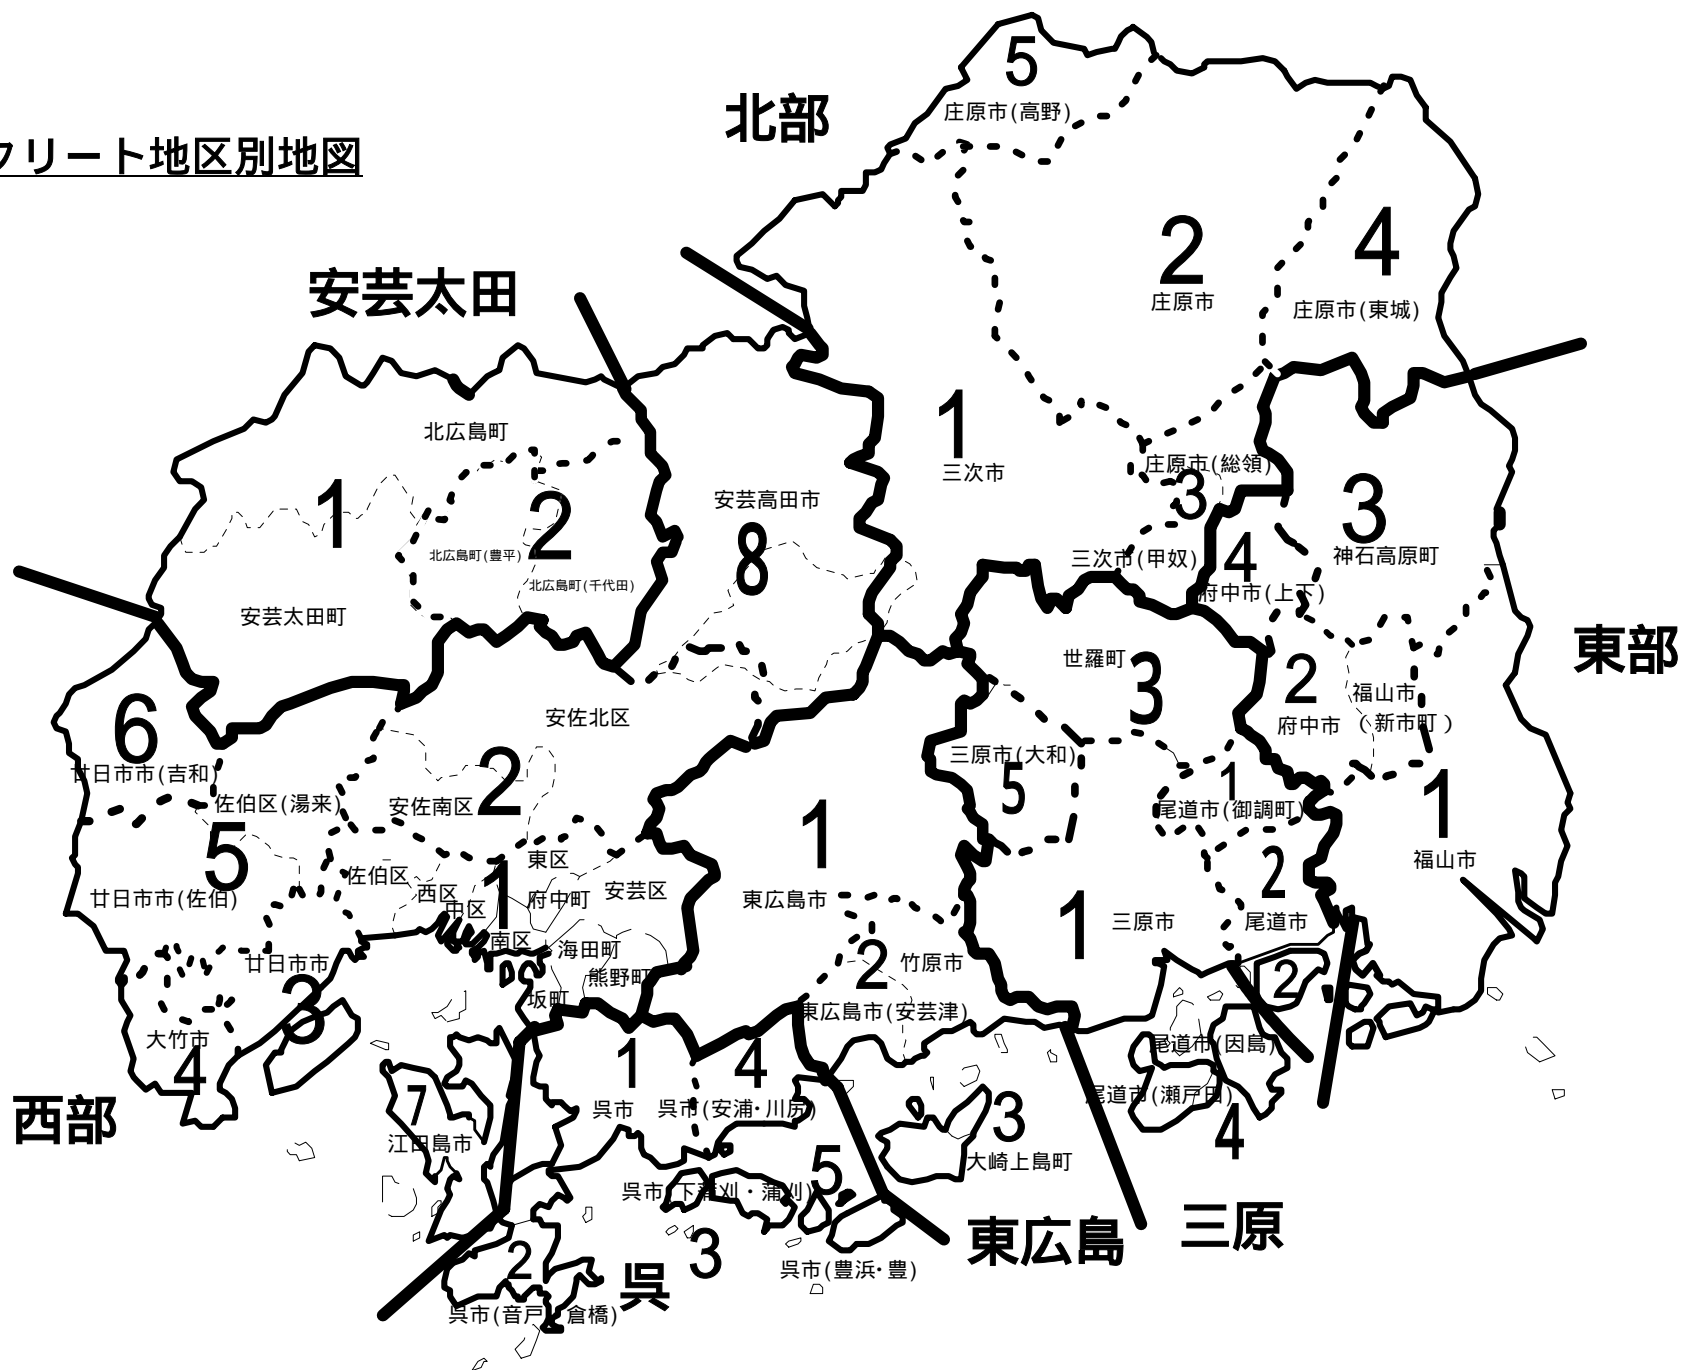 クリート地区別地図
北部
5
庄原市(高野)
2
庄原市
4
庄原市(東城)
安芸太田
1
三次市
庄原市(総領)
3
三次市(甲奴)
北広島町
1
2
北広島町(豊平)
北広島町(千代田)
安芸太田町
安芸高田市
8
3
神石高原町
4
府中市(上下)
東部
2
府中市
福山市
(新市町)
1
福山市
世羅町
3
三原市(大和)
5
1
尾道市(御調町)
2
尾道市
1
三原市
2
尾道市(因島)
尾道市(瀬戸田)
4
三原
6
廿日市市(吉和)
佐伯区(湯来)
5
廿日市市(佐伯)
廿日市市
3
大竹市
4
西部
安佐北区
2
安佐南区
佐伯区
西区
中区
1
東区
府中町
安芸区
南区
海田町
熊野町
坂町
7
江田島市
1
東広島市
2
竹原市
東広島市(安芸津)
3
大崎上島町
東広島
1
呉市
4
呉市(安浦・川尻)
5
呉市(下蒲刈・蒲刈)
3
呉市(豊浜・豊)
2
呉市(音戸・倉橋)
呉